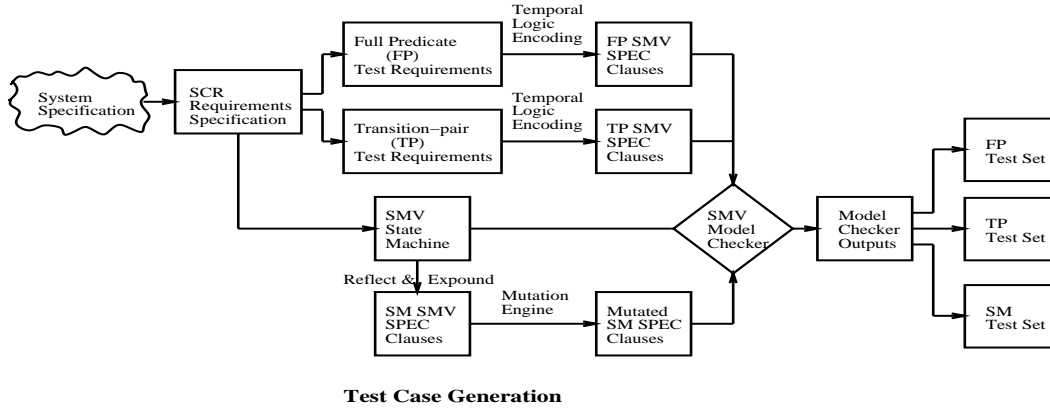 System
Specification
SCR
Requirements
Specification
Full Predicate
(FP)
Test Requirements
Temporal
Logic
Encoding
FP SMV
SPEC
Clauses
Transition−pair
(TP)
Test Requirements
Temporal
Logic
Encoding
TP SMV
SPEC
Clauses
SMV
State
Machine
SMV
Model
Checker
Model
Checker
Outputs
FP
Test Set
TP
Test Set
SM
Test Set
Reflect & Expound
SM SMV
SPEC
Clauses
Mutation
Engine
Mutated
SM SPEC
Clauses
Test Case Generation